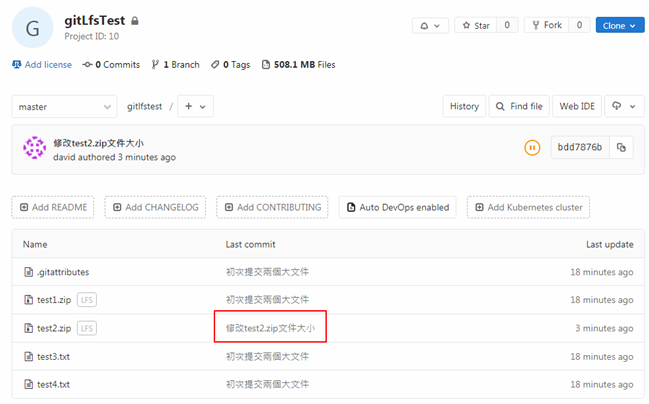 G
gitLfsTest
Project ID: 10
Star 0
Fork 0
Clone
Add license
0 Commits
1 Branch
0 Tags
508.1 MB Files
master
gitlfstest / +
History
Find file
Web IDE
修改test2.zip文件大小
david authored 3 minutes ago
bdd7876b
Add README
Add CHANGELOG
Add CONTRIBUTING
Auto DevOps enabled
Add Kubernetes cluster
Name Last commit Last update
.gitattributes 初次提交兩個大文件 18 minutes ago
test1.zip LFS 初次提交兩個大文件 18 minutes ago
test2.zip LFS 修改test2.zip文件大小 3 minutes ago
test3.txt 初次提交兩個大文件 18 minutes ago
test4.txt 初次提交兩個大文件 18 minutes ago